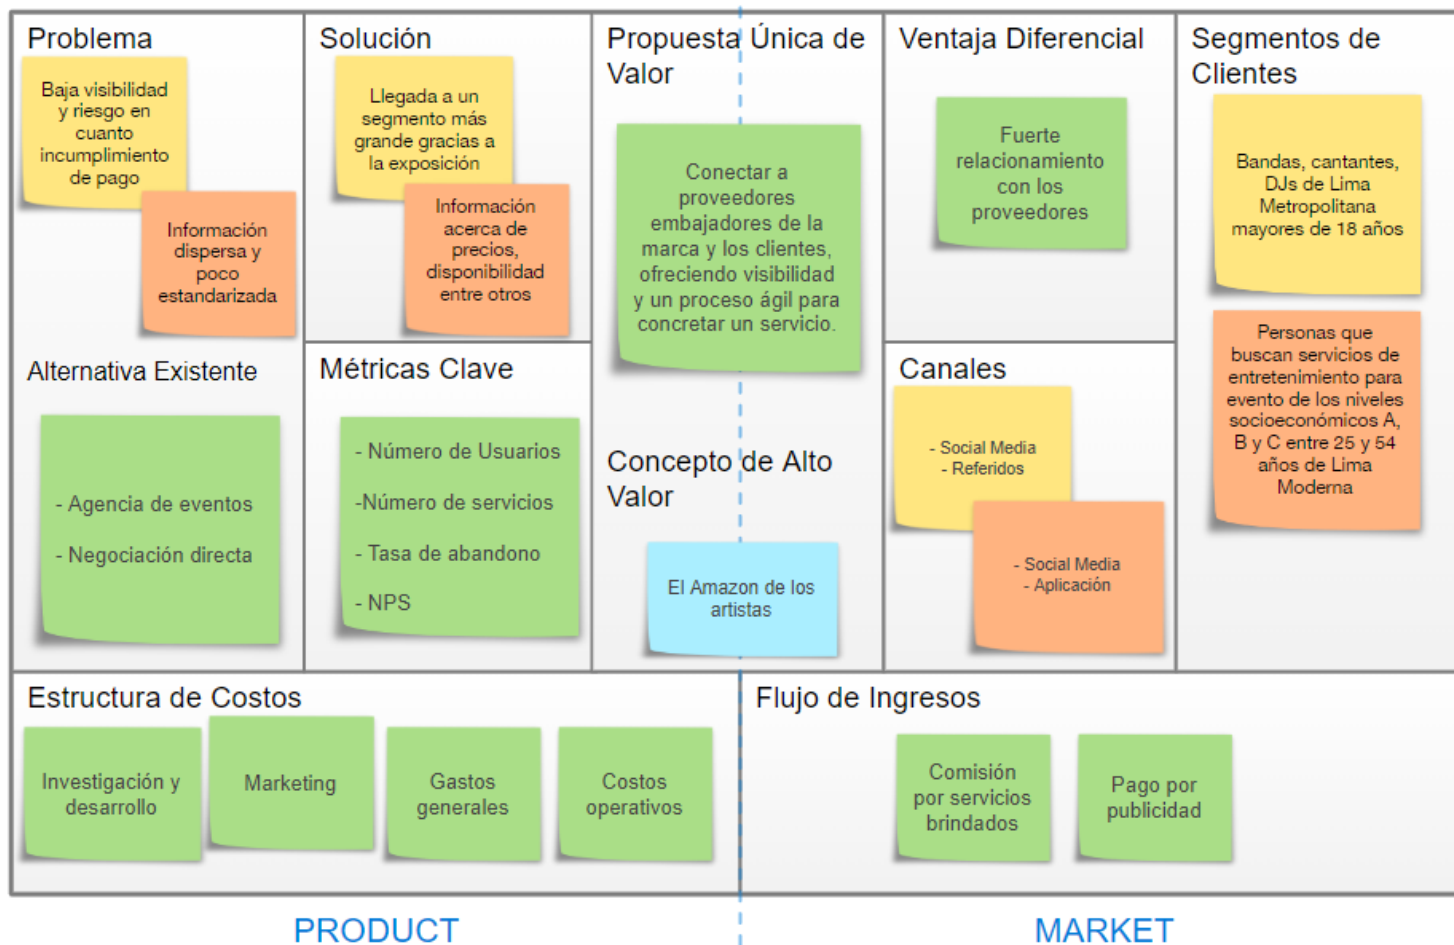 Problema
Baja visibilidad
y riesgo en
cuanto
incumplimiento
de pago
Información
dispersa y
poco
estandarizada
Alternativa Existente
- Agencia de eventos
- Negociación directa
Solución
Llegada a un
segmento más
grande gracias a
la exposición
Información
acerca de
precios,
disponibilidad
entre otros
Métricas Clave
- Número de Usuarios
-Número de servicios
- Tasa de abandono
- NPS
Propuesta Única de
Valor
Conectar a
proveedores
embajadores de la
marca y los clientes,
ofreciendo visibilidad
y un proceso ágil para
concretar un servicio.
Concepto de Alto
Valor
El Amazon de los
artistas
Ventaja Diferencial
Fuerte
relacionamiento
con los
proveedores
Canales
- Social Media
- Referidos
- Social Media
- Aplicación
Segmentos de
Clientes
Bandas, cantantes,
DJs de Lima
Metropolitana
mayores de 18 años
Personas que
buscan servicios de
entretenimiento para
evento de los niveles
socioeconómicos A,
B y C entre 25 y 54
años de Lima
Moderna
Estructura de Costos
Investigación y
desarrollo
Marketing
Gastos
generales
Costos
operativos
Flujo de Ingresos
Comisión
por servicios
brindados
Pago por
publicidad
PRODUCT
MARKET